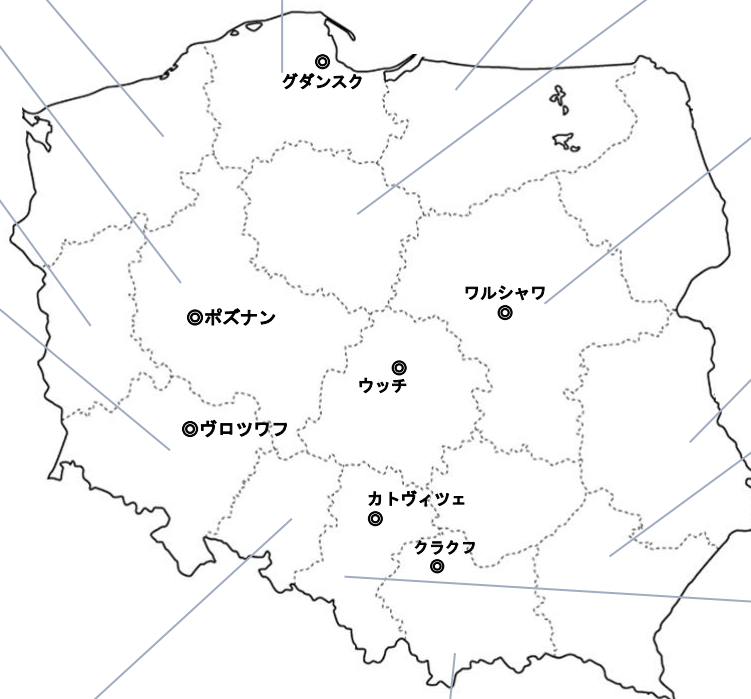 グダンスク
ワルシャワ
ポズナン
ウッチ
ヴロツワフ
カトヴィツェ
クラクフ